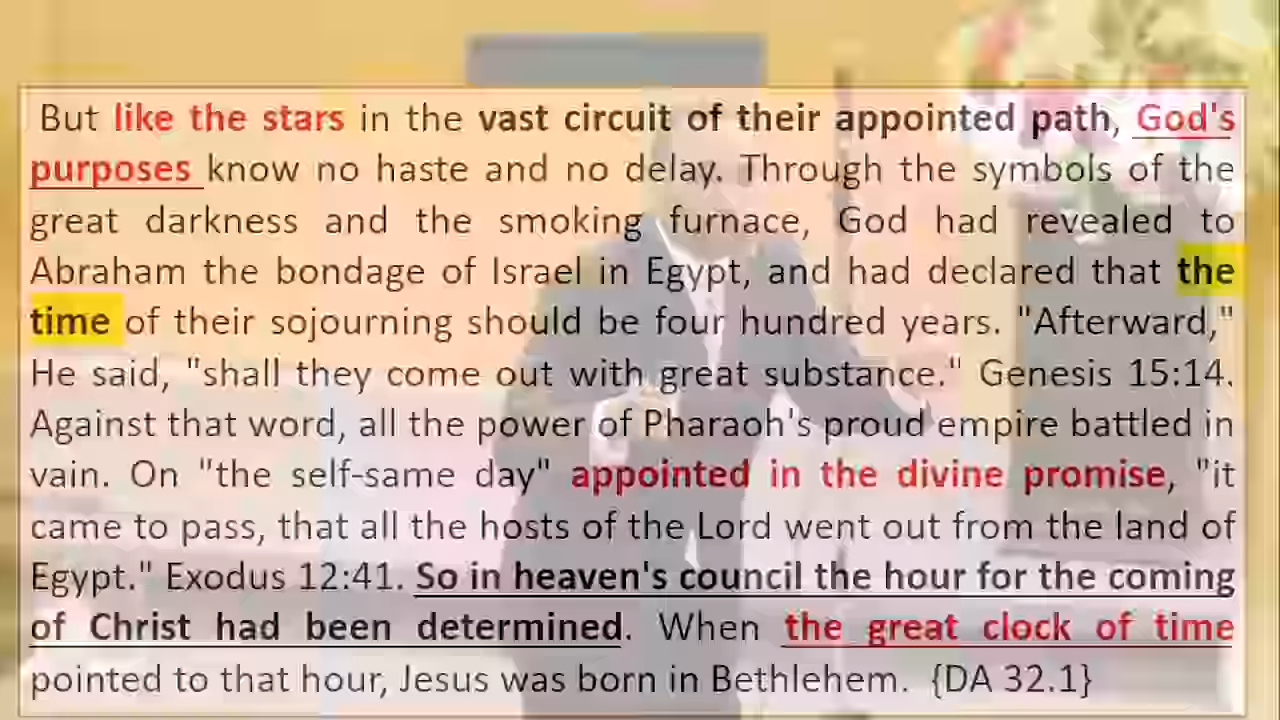 But like the stars in the vast circuit of their appointed path, God's
purposes know no haste and no delay. Through the symbols of the
great darkness and the smoking furnace, God had revealed to
Abraham the bondage of Israel in Egypt, and had declared that the
time of their sojourning should be four hundred years. "Afterward,"
He said, "shall they come out with great substance." Genesis 15:14.
Against that word, all the power of Pharaoh's proud empire battled in
vain. On "the self-same day" appointed in the divine promise, "it
came to pass, that all the hosts of the Lord went out from the land of
Egypt." Exodus 12:41. So in heaven's council the hour for the coming
of Christ had been determined. When the great clock of time
pointed to that hour, Jesus was born in Bethlehem. {DA 32.1}